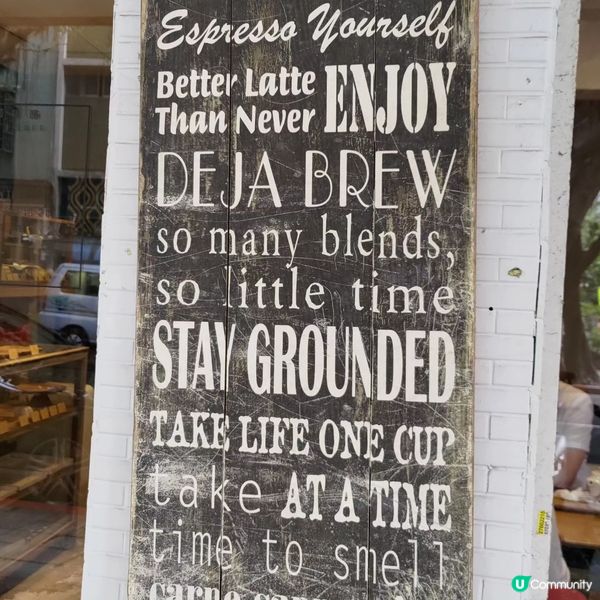 Espresso Yourself
Better Latte
Than Never ENJOY
DEJA BREW
so many blends,
so little time
STAY GROUNDED
TAKE LIFE ONE CUP
take AT A TIME
time to smell
U Community